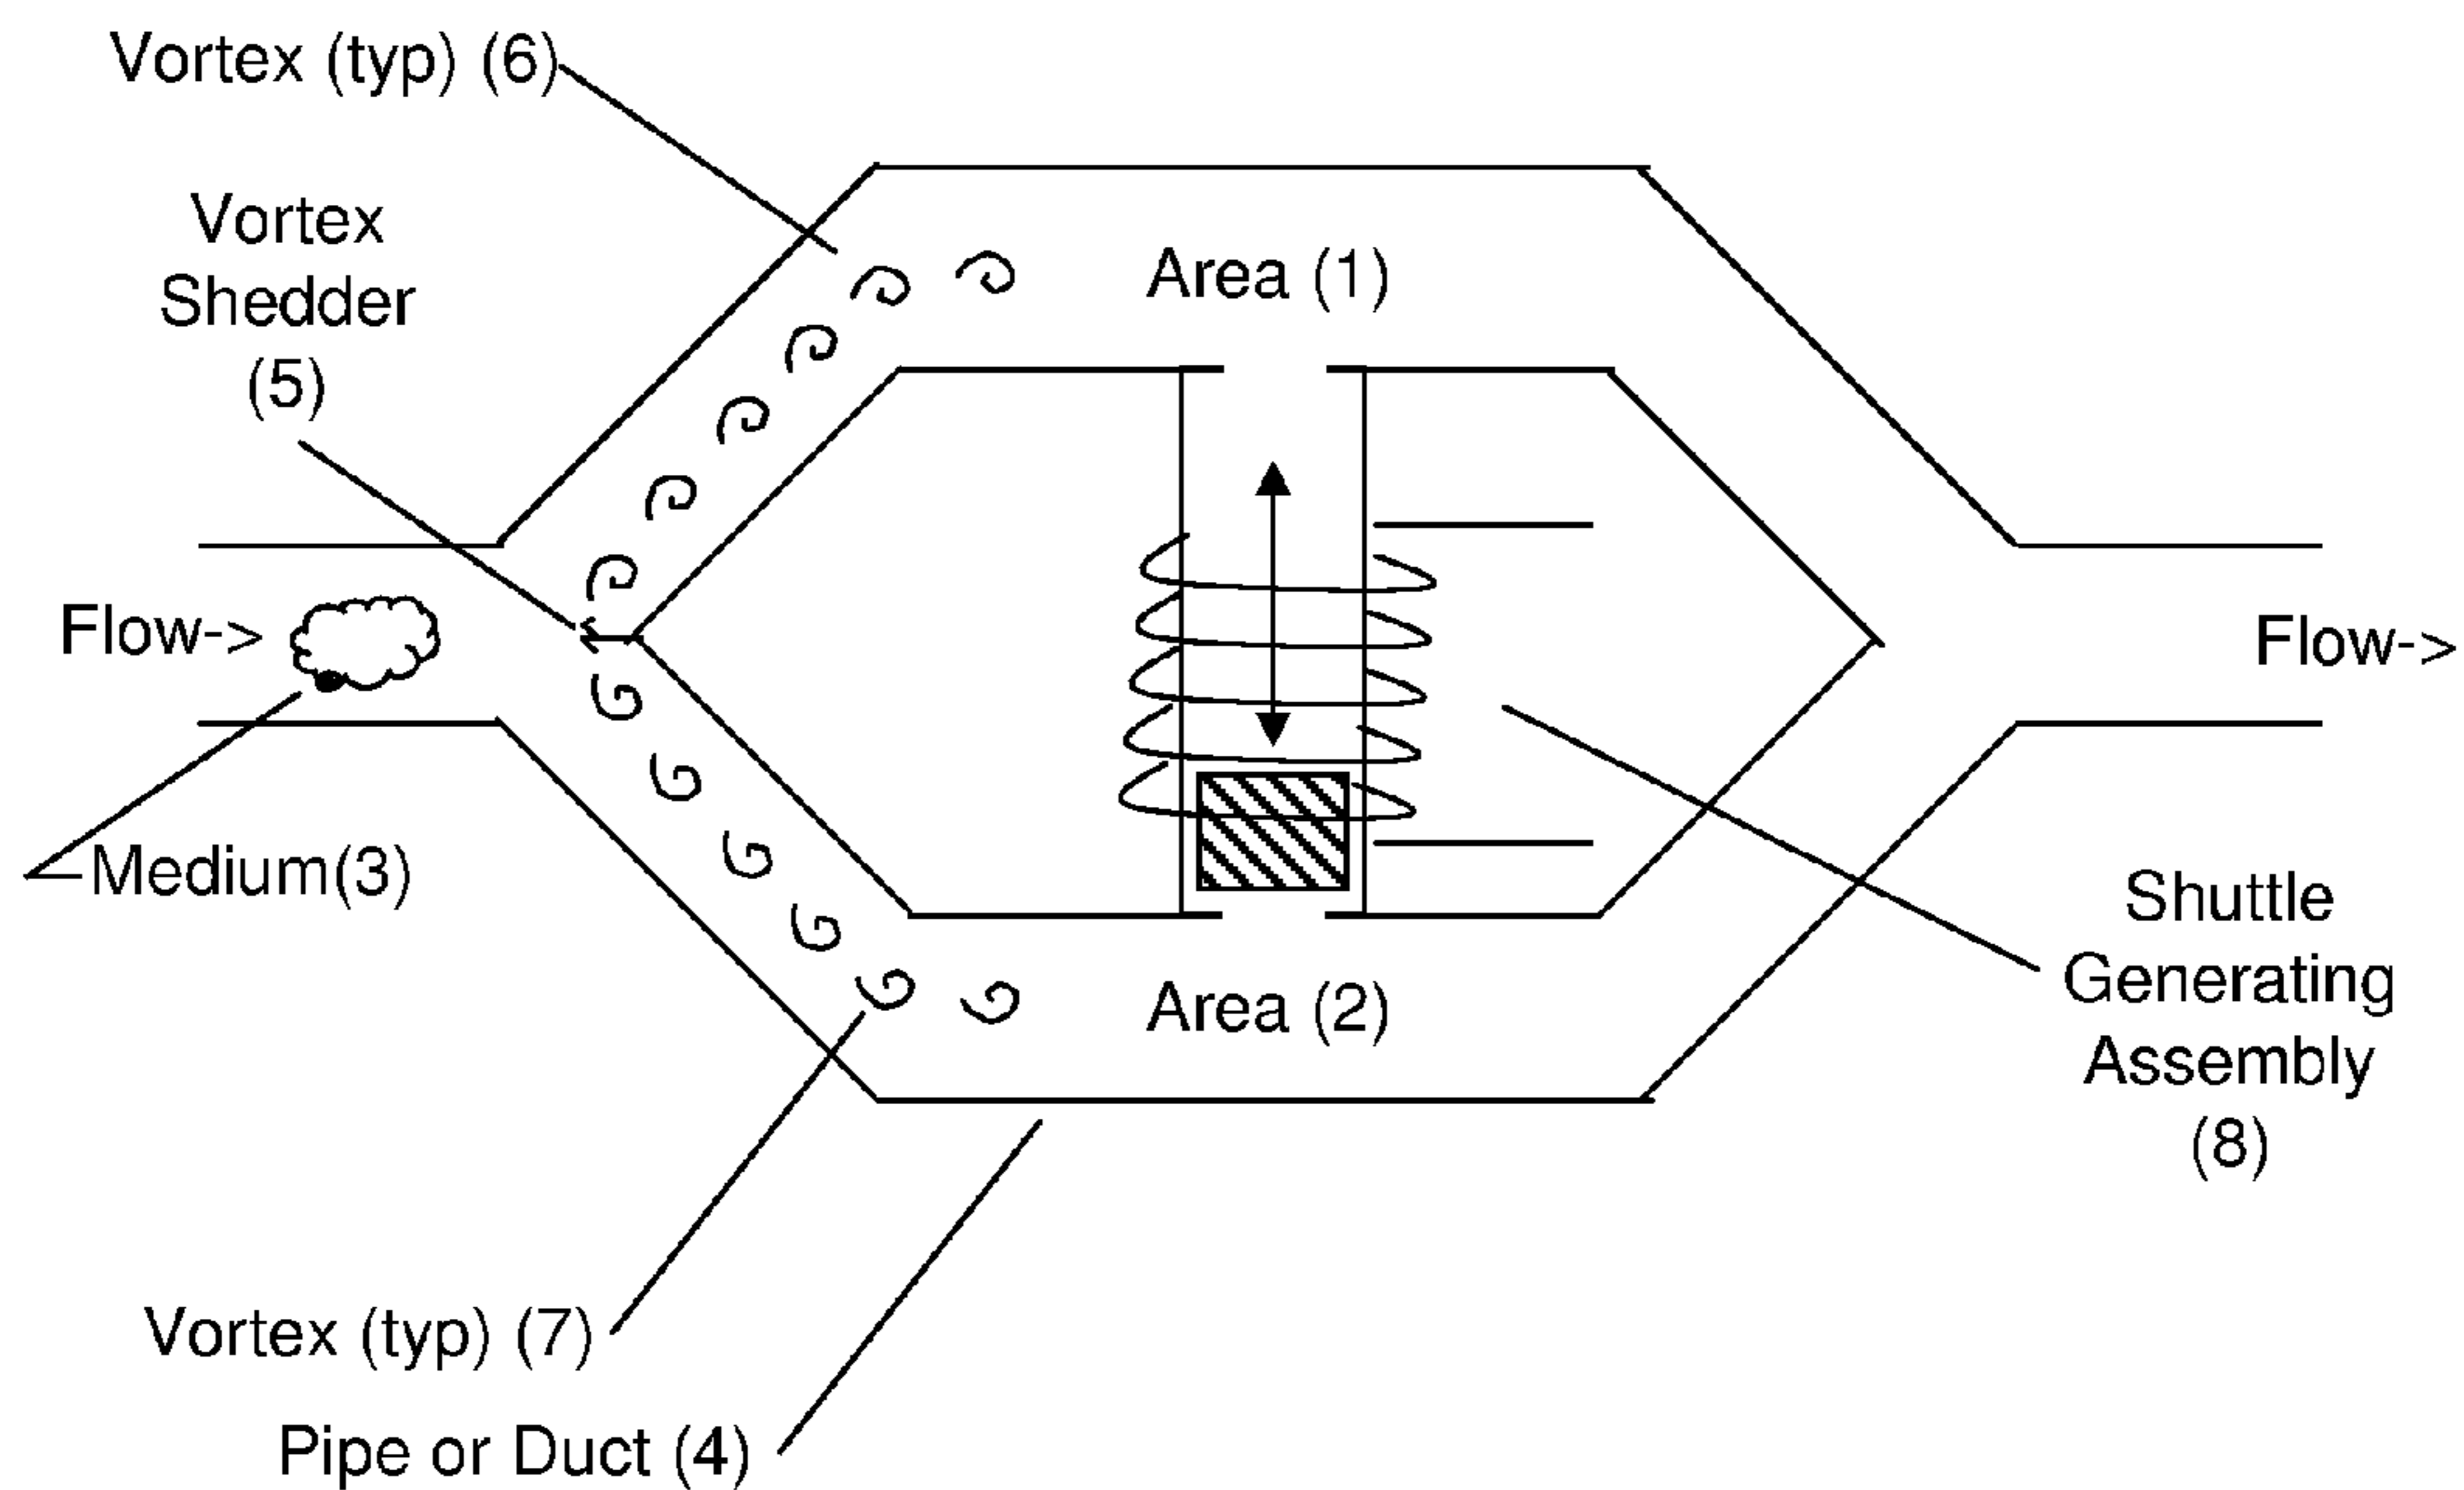 Vortex (typ) (6)
Vortex
Shedder
(5)
Area (1)
Flow->
Flow->
Medium(3)
Shuttle
Generating
Assembly
(8)
Area (2)
Vortex (typ) (7)
Pipe or Duct (4)